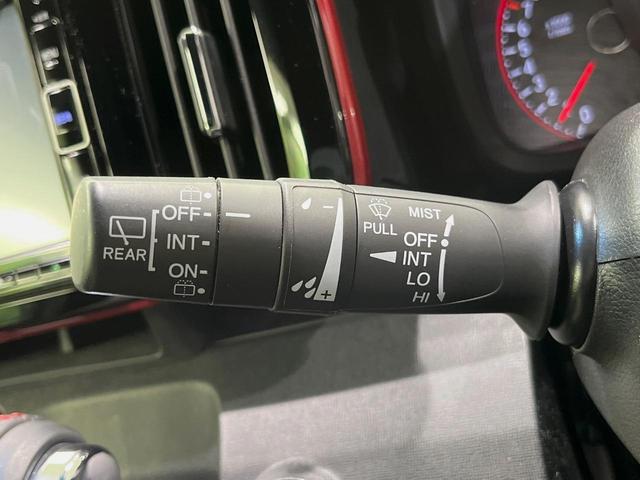 OFF
INT
REAR
ON
−
+
PULL
MIST
OFF
INT
LO
HI